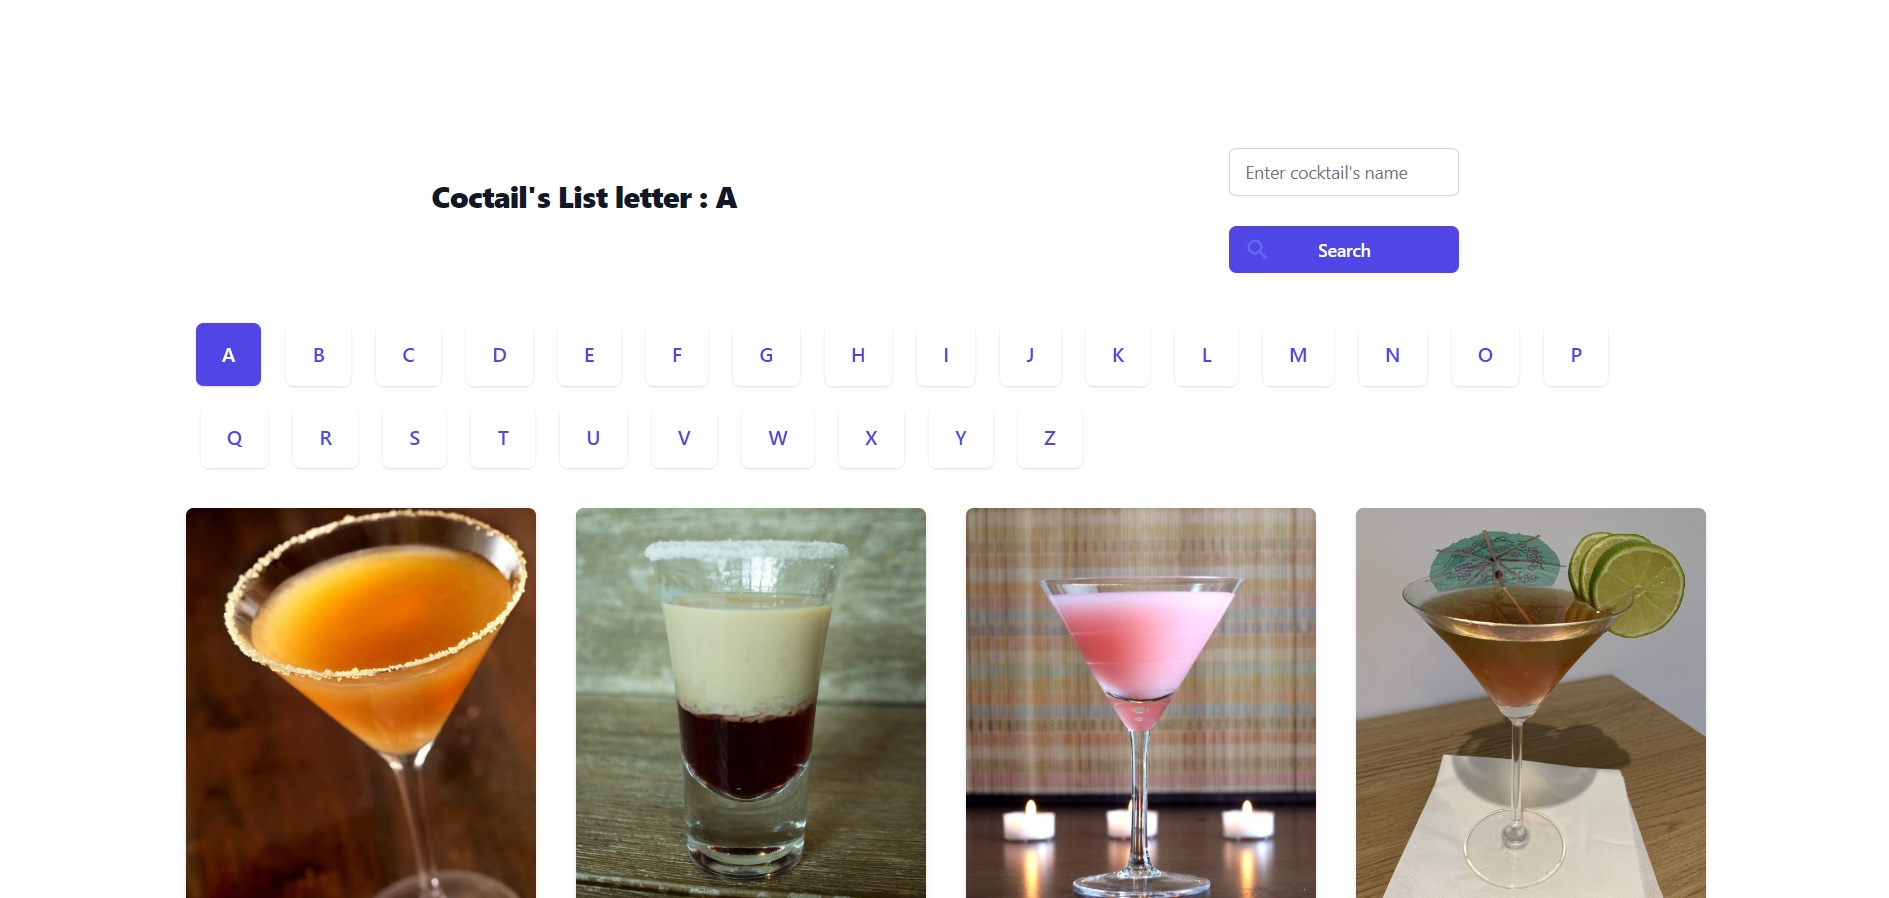 Enter cocktail's name
Coctail's List letter : A
Search
A B C D E F G H I J K L M N O P
Q R S T U V W X Y Z